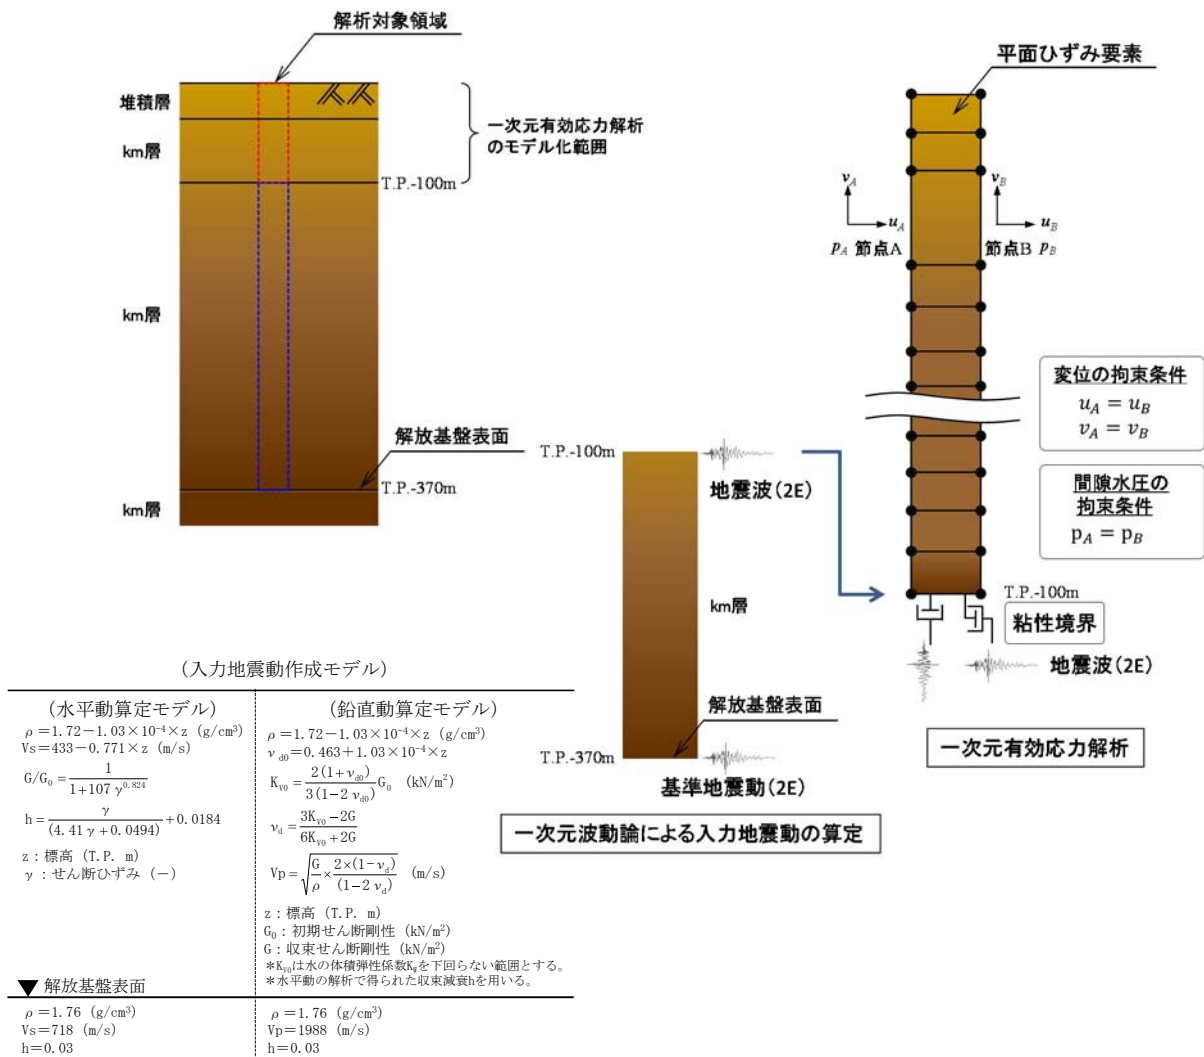 解析対象領域
堆積層
km層
一次元有効応力解析
のモデル化範囲
T.P.-100m
km層
解放基盤表面
T.P.-370m
km層
平面ひずみ要素
v_A
u_A
p_A 節点A
v_B
u_B
節点B p_B
変位の拘束条件
u_A = u_B
v_A = v_B
間隙水圧の
拘束条件
p_A = p_B
T.P.-100m
粘性境界
地震波(2E)
一次元有効応力解析
T.P.-100m
地震波(2E)
km層
解放基盤表面
T.P.-370m
基準地震動(2E)
一次元波動論による入力地震動の算定
(入力地震動作成モデル)
(水平動算定モデル)
ρ=1.72−1.03×10⁻⁴×z (g/cm³)
Vs=433−0.771×z (m/s)
G/G₀ = 1 / (1+107 γ^0.824)
h = γ / (4.41 γ+0.0494) +0.0184
z：標高 (T.P. m)
γ：せん断ひずみ (−)
(鉛直動算定モデル)
ρ=1.72−1.03×10⁻⁴×z (g/cm³)
ν_d0=0.463+1.03×10⁻⁴×z
K_V0 = 2(1+ν_d0) / 3(1−2ν_d0) G₀ (kN/m²)
ν_d = (3K_V0−2G) / (6K_V0+2G)
Vp = √(G/ρ × 2×(1−ν_d) / (1−2ν_d)) (m/s)
z：標高 (T.P. m)
G₀：初期せん断剛性 (kN/m²)
G：収束せん断剛性 (kN/m²)
＊K_V0は水の体積弾性係数K_Wを下回らない範囲とする。
＊水平動の解析で得られた収束減衰hを用いる。
▼ 解放基盤表面
ρ=1.76 (g/cm³)
Vs=718 (m/s)
h=0.03
ρ=1.76 (g/cm³)
Vp=1988 (m/s)
h=0.03